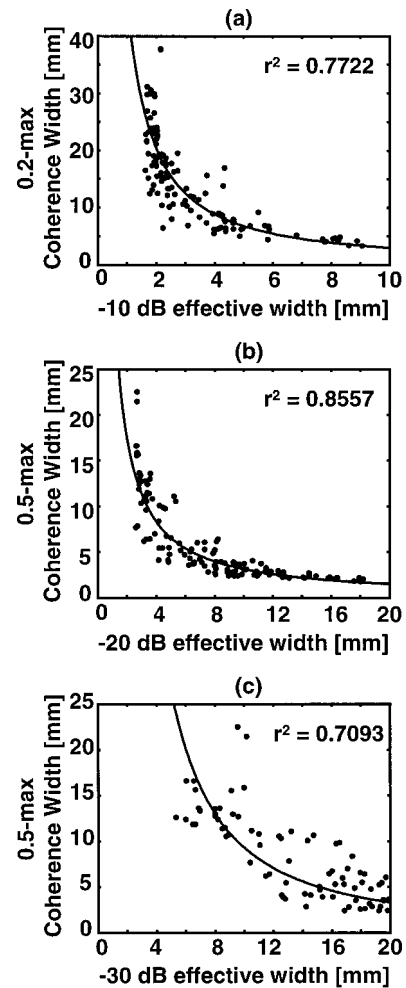 (a)
r² = 0.7722
0.2-max
Coherence Width [mm]
40
30
20
10
0
0 2 4 6 8 10
-10 dB effective width [mm]
(b)
r² = 0.8557
0.5-max
Coherence Width [mm]
25
20
15
10
5
0
0 4 8 12 16 20
-20 dB effective width [mm]
(c)
r² = 0.7093
0.5-max
Coherence Width [mm]
25
20
15
10
5
0
0 4 8 12 16 20
-30 dB effective width [mm]